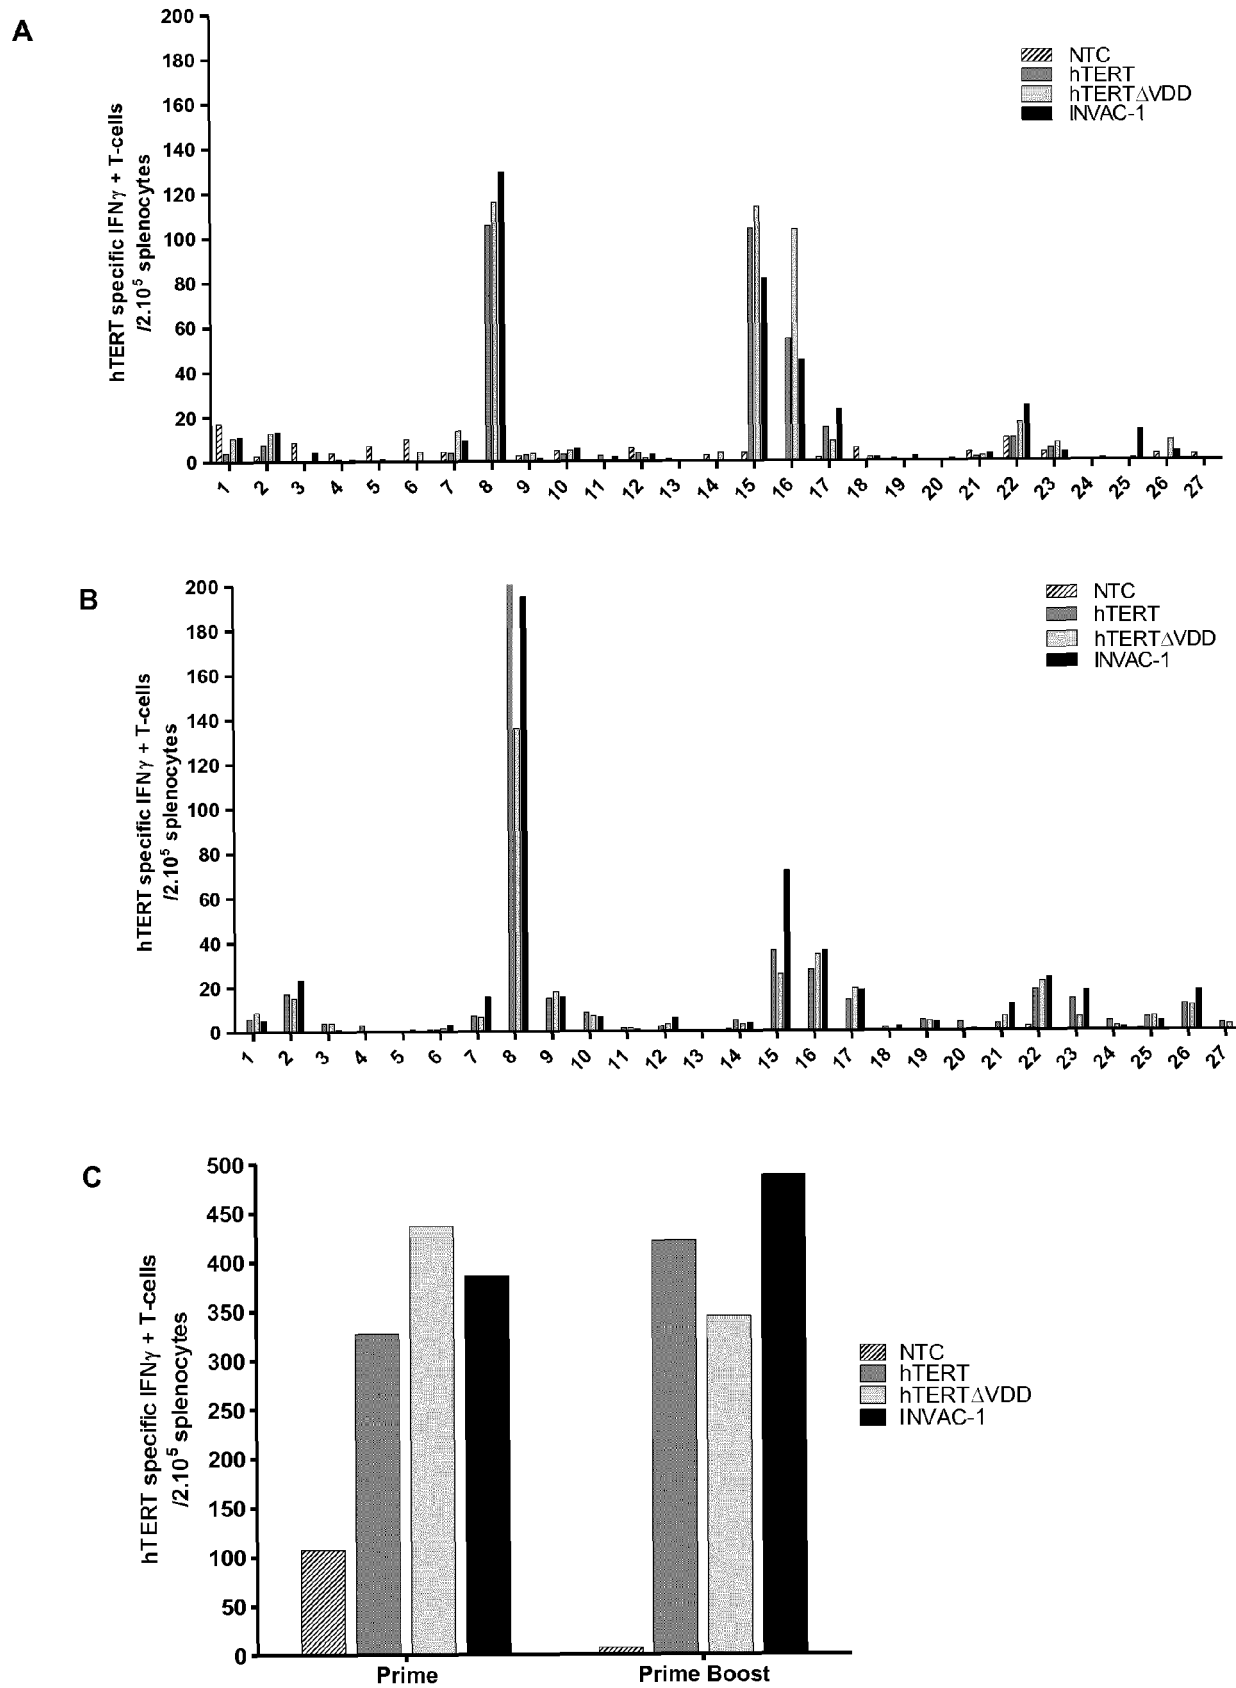 A
200
180
160
140
120
100
80
60
40
20
0
hTERT specific IFNγ + T-cells
/2.10⁵ splenocytes
NTC
hTERT
hTERTΔVDD
INVAC-1
1 2 3 4 5 6 7 8 9 10 11 12 13 14 15 16 17 18 19 20 21 22 23 24 25 26 27
B
200
180
160
140
120
100
80
60
40
20
0
hTERT specific IFNγ + T-cells
/2.10⁵ splenocytes
NTC
hTERT
hTERTΔVDD
INVAC-1
1 2 3 4 5 6 7 8 9 10 11 12 13 14 15 16 17 18 19 20 21 22 23 24 25 26 27
C
500
450
400
350
300
250
200
150
100
50
0
hTERT specific IFNγ + T-cells
/2.10⁵ splenocytes
NTC
hTERT
hTERTΔVDD
INVAC-1
Prime Prime Boost